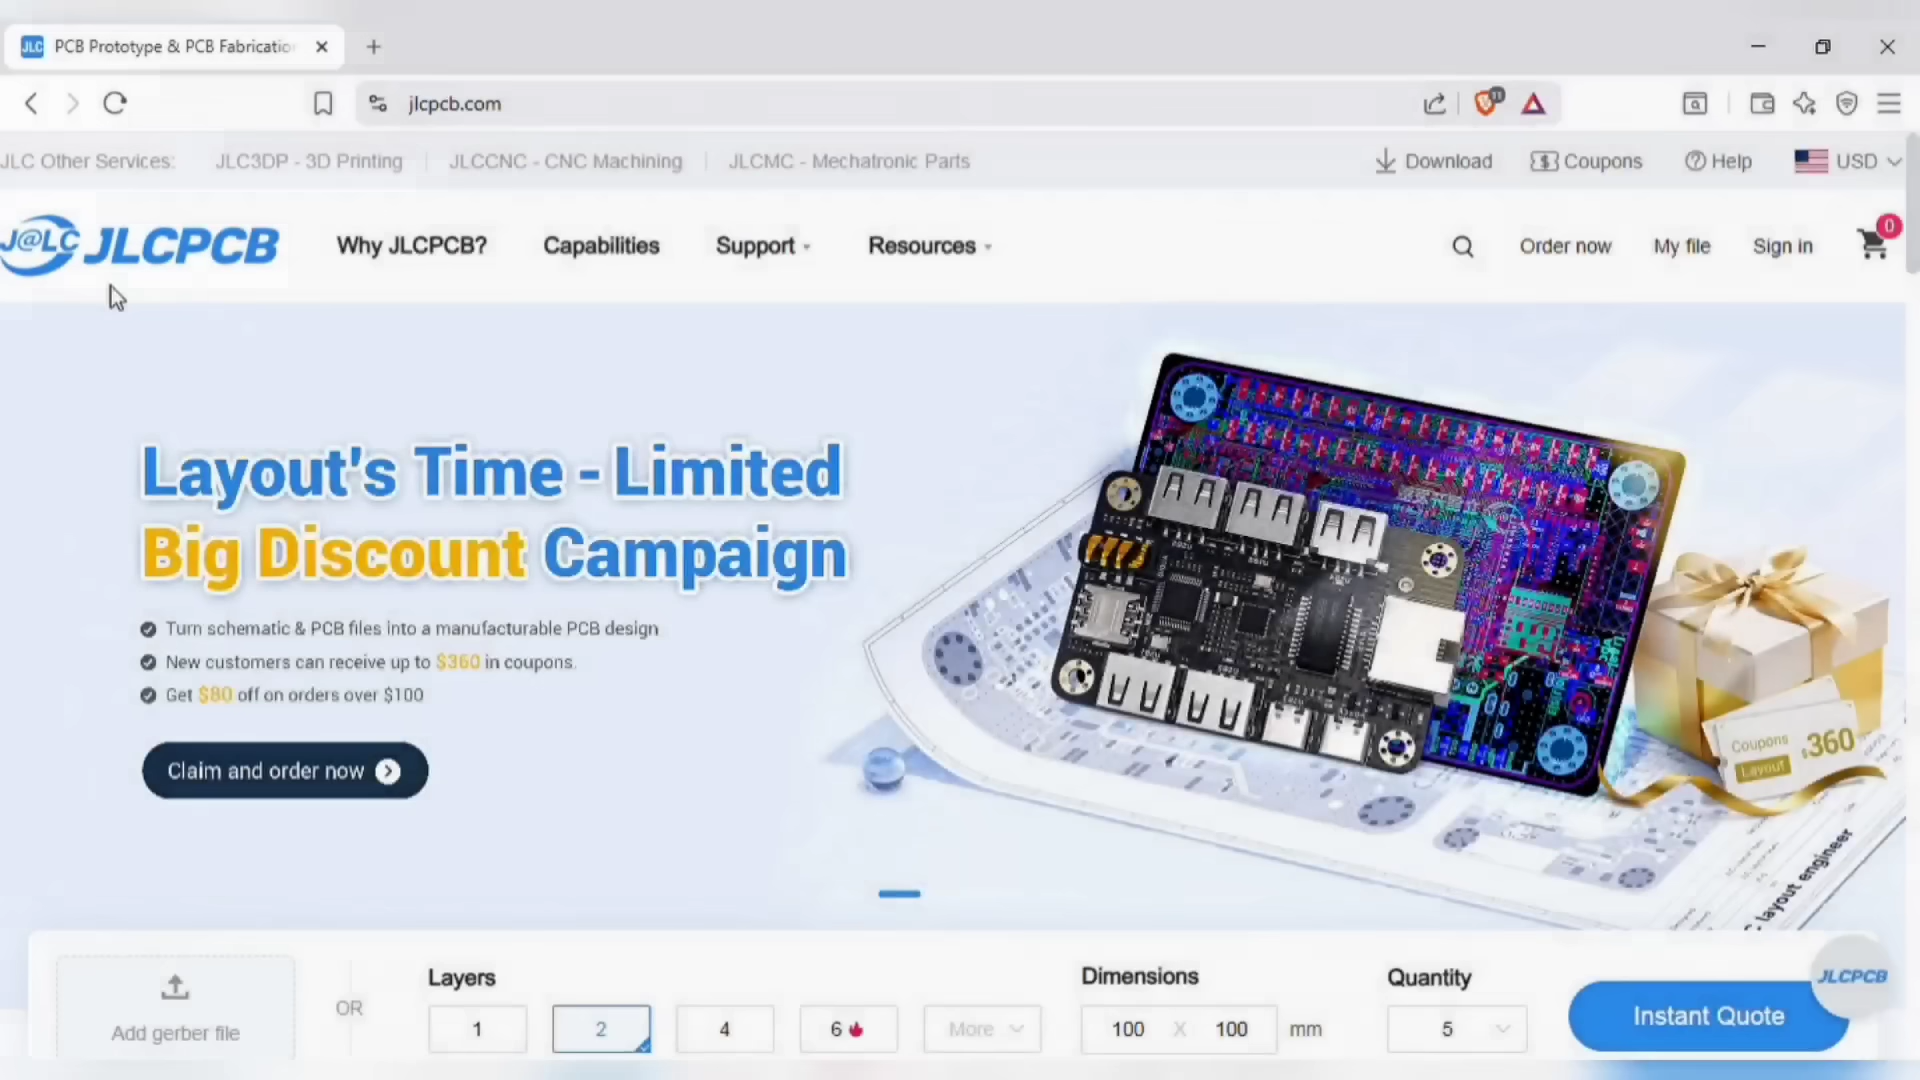 JLC PCB Prototype & PCB Fabricatio
jlcpcb.com
11
JLC Other Services: JLC3DP - 3D Printing JLCCNC - CNC Machining JLCMC - Mechatronic Parts Download Coupons Help USD
J@LC JLCPCB Why JLCPCB? Capabilities Support Resources Order now My file Sign in 0
Layout's Time - Limited
Big Discount Campaign
Turn schematic & PCB files into a manufacturable PCB design
New customers can receive up to $360 in coupons.
Get $80 off on orders over $100
Claim and order now
Coupons $360
Layout
layout engineer
Add gerber file
OR
Layers
1 2 4 6 More
Dimensions
100 X 100 mm
Quantity
5
Instant Quote
JLCPCB